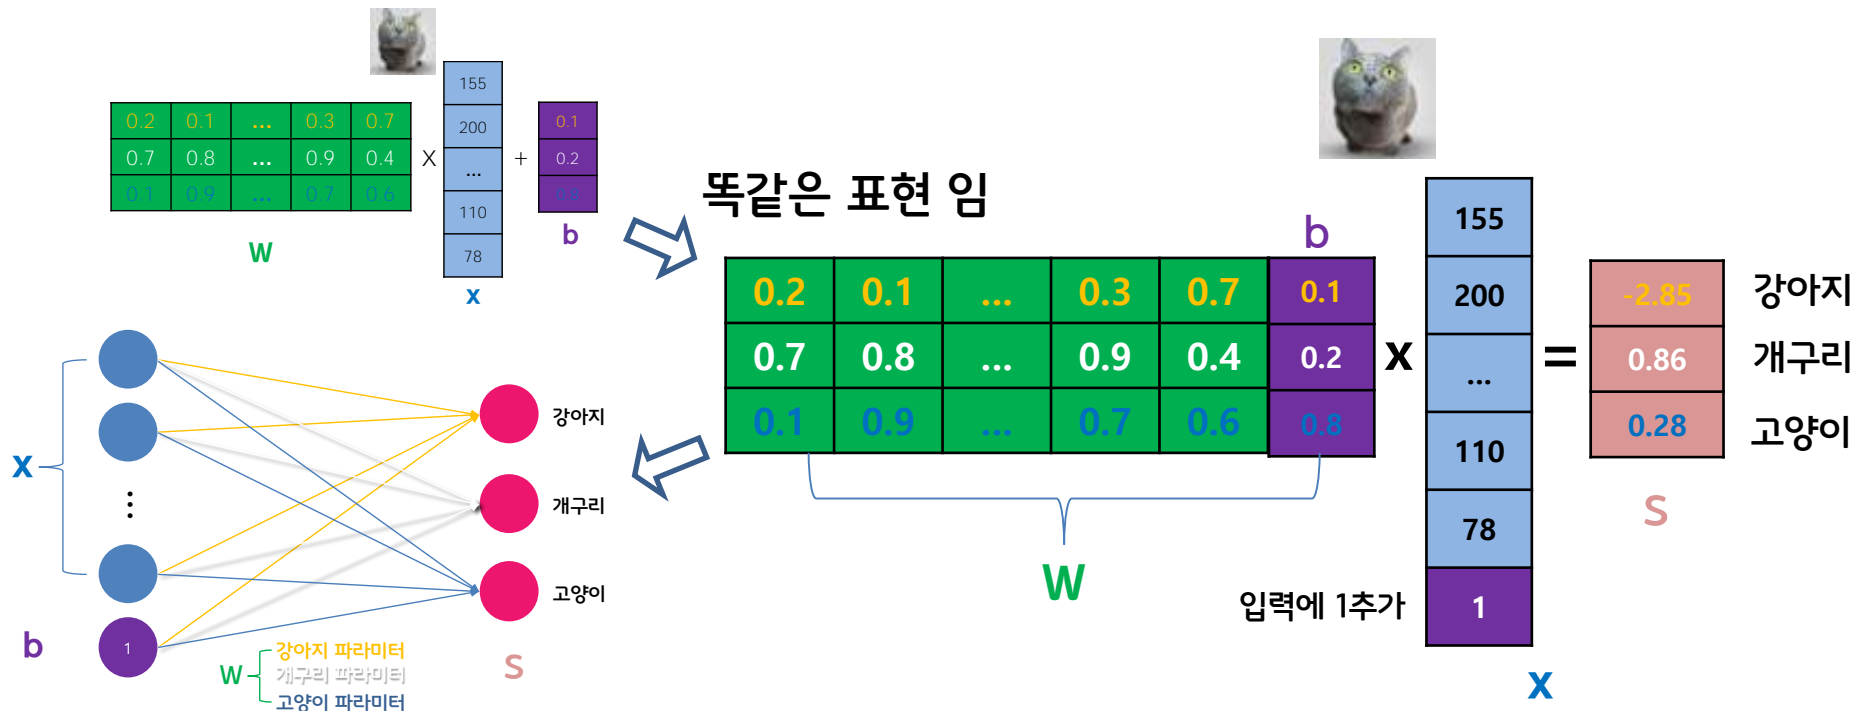 155
200
...
110
78
0.2 0.1 ... 0.3 0.7
0.7 0.8 ... 0.9 0.4
0.1 0.9 ... 0.7 0.6
X
+
0.1
0.2
0.8
W
x
b
똑같은 표현 임
b
0.2 0.1 ... 0.3 0.7 0.1
0.7 0.8 ... 0.9 0.4 0.2
0.1 0.9 ... 0.7 0.6 0.8
W
x
155
200
...
110
78
1
입력에 1추가
x
=
-2.85 강아지
0.86 개구리
0.28 고양이
S
x
⋮
b
1
강아지
개구리
고양이
S
W
강아지 파라미터
개구리 파라미터
고양이 파라미터